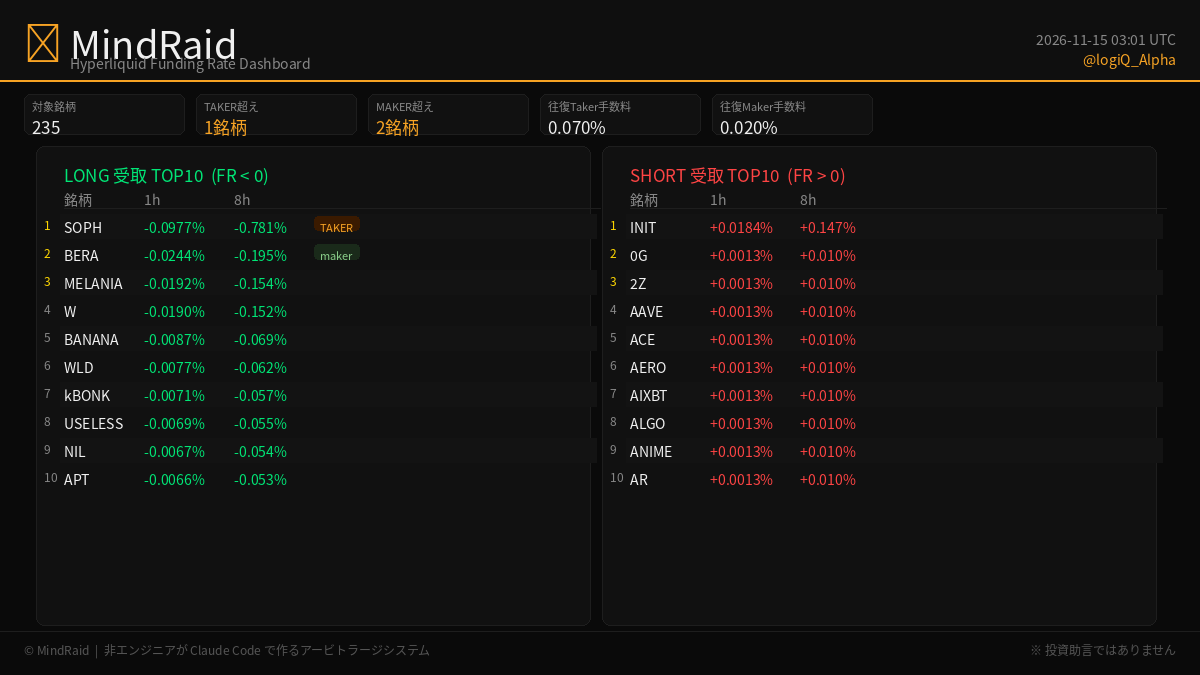 MindRaid
Hyperliquid Funding Rate Dashboard
2026-11-15 03:01 UTC
@logiQ_Alpha
対象銘柄
235
TAKER超え
1銘柄
MAKER超え
2銘柄
往復Taker手数料
0.070%
往復Maker手数料
0.020%
LONG 受取 TOP10 (FR < 0)
銘柄 1h 8h
1 SOPH -0.0977% -0.781% TAKER
2 BERA -0.0244% -0.195% maker
3 MELANIA -0.0192% -0.154%
4 W -0.0190% -0.152%
5 BANANA -0.0087% -0.069%
6 WLD -0.0077% -0.062%
7 kBONK -0.0071% -0.057%
8 USELESS -0.0069% -0.055%
9 NIL -0.0067% -0.054%
10 APT -0.0066% -0.053%
SHORT 受取 TOP10 (FR > 0)
銘柄 1h 8h
1 INIT +0.0184% +0.147%
2 0G +0.0013% +0.010%
3 2Z +0.0013% +0.010%
4 AAVE +0.0013% +0.010%
5 ACE +0.0013% +0.010%
6 AERO +0.0013% +0.010%
7 AIXBT +0.0013% +0.010%
8 ALGO +0.0013% +0.010%
9 ANIME +0.0013% +0.010%
10 AR +0.0013% +0.010%
© MindRaid | 非エンジニアが Claude Code で作るアービトラージシステム
※ 投資助言ではありません